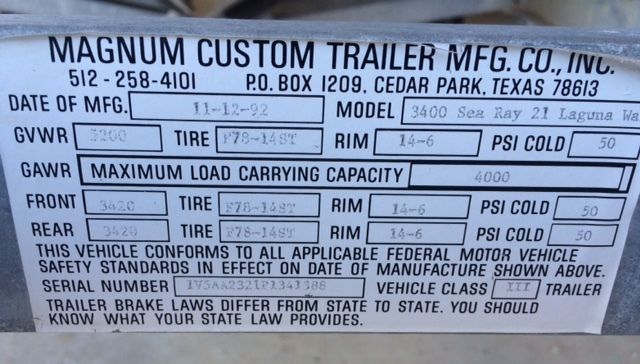 MAGNUM CUSTOM TRAILER MFG. CO., INC.
512-258-4101 P.O. BOX 1209, CEDAR PARK, TEXAS 78613
DATE OF MFG. 11-12-92 MODEL 3400 Sea Ray 21 Laguna Wa
GVWR 5200 TIRE F78-14ST RIM 14-6 PSI COLD 50
GAWR MAXIMUM LOAD CARRYING CAPACITY 4000
FRONT 3420 TIRE F78-14ST RIM 14-6 PSI COLD 50
REAR 3420 TIRE F78-14ST RIM 14-6 PSI COLD 50
THIS VEHICLE CONFORMS TO ALL APPLICABLE FEDERAL MOTOR VEHICLE
SAFETY STANDARDS IN EFFECT ON DATE OF MANUFACTURE SHOWN ABOVE.
SERIAL NUMBER VEHICLE CLASS III TRAILER
TRAILER BRAKE LAWS DIFFER FROM STATE TO STATE. YOU SHOULD
KNOW WHAT YOUR STATE LAW PROVIDES.